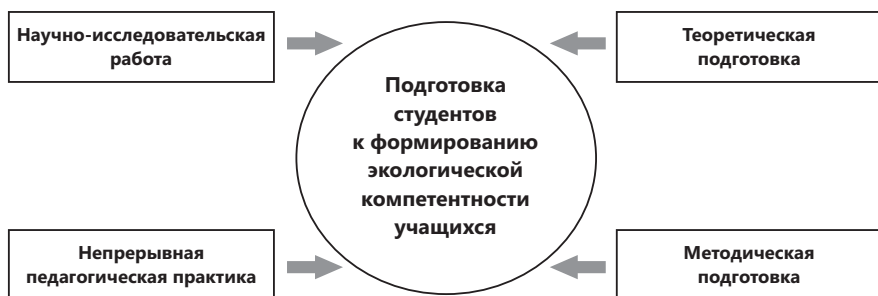 Научно-исследовательская
работа
Теоретическая
подготовка
Подготовка
студентов
к формированию
экологической
компетентности
учащихся
Непрерывная
педагогическая практика
Методическая
подготовка